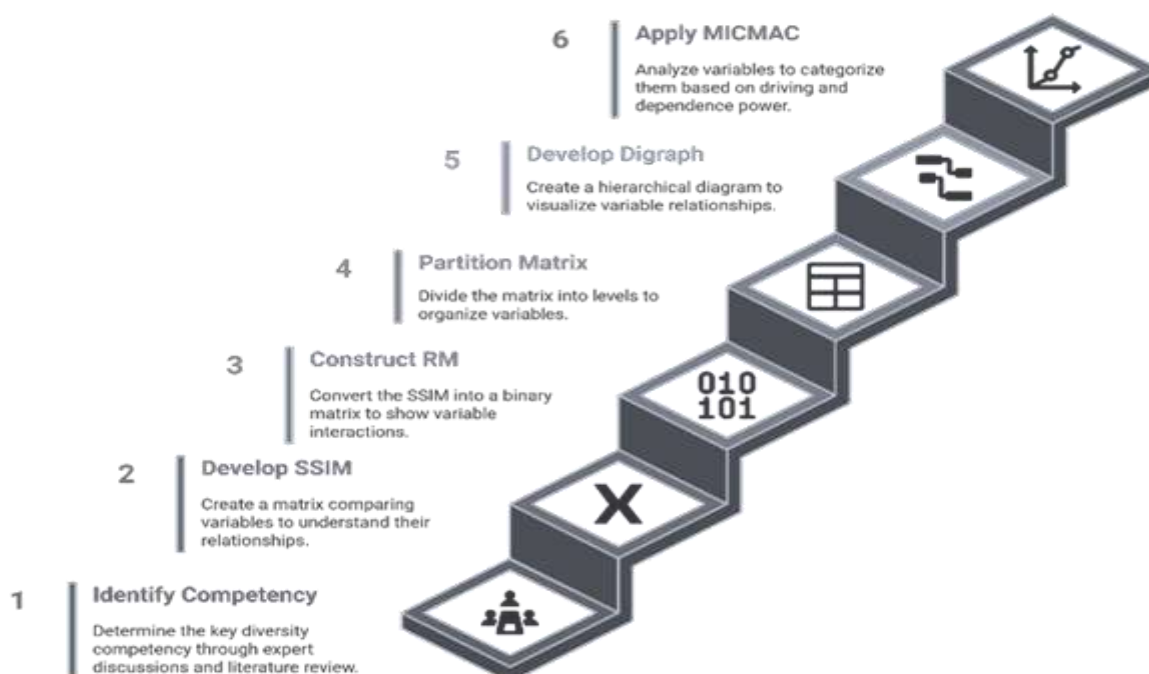 6
Apply MICMAC
Analyze variables to categorize
them based on driving and
dependence power.
5
Develop Digraph
Create a hierarchical diagram to
visualize variable relationships.
4
Partition Matrix
Divide the matrix into levels to
organize variables.
3
Construct RM
Convert the SSIM into a binary
matrix to show variable
interactions.
010
101
2
Develop SSIM
Create a matrix comparing
variables to understand their
relationships.
X
1
Identify Competency
Determine the key diversity
competency through expert
discussions and literature review.